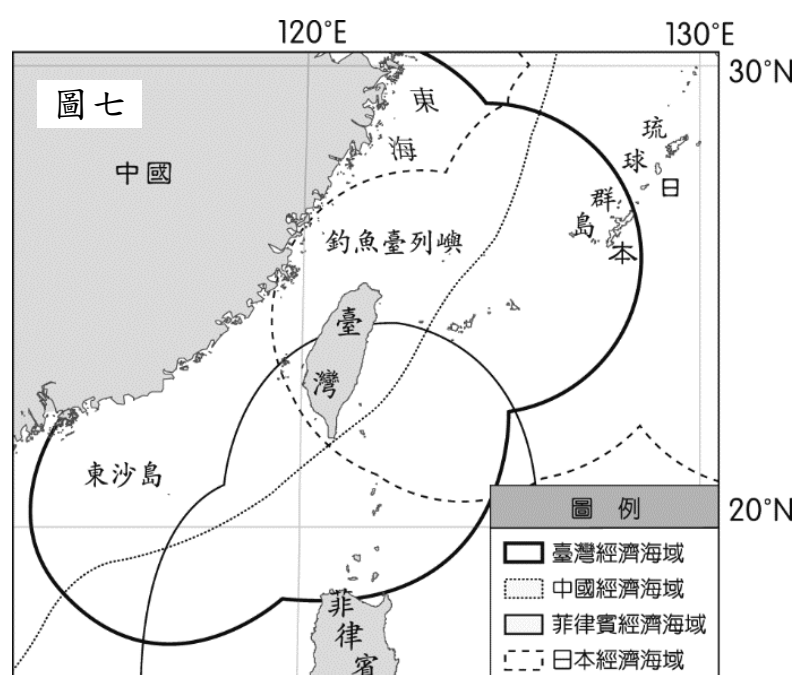 120°E
130°E
30°N
圖七
東海
琉球群島
中國
日本
釣魚臺列嶼
臺灣
東沙島
20°N
圖例
臺灣經濟海域
中國經濟海域
菲律賓經濟海域
日本經濟海域
菲律賓